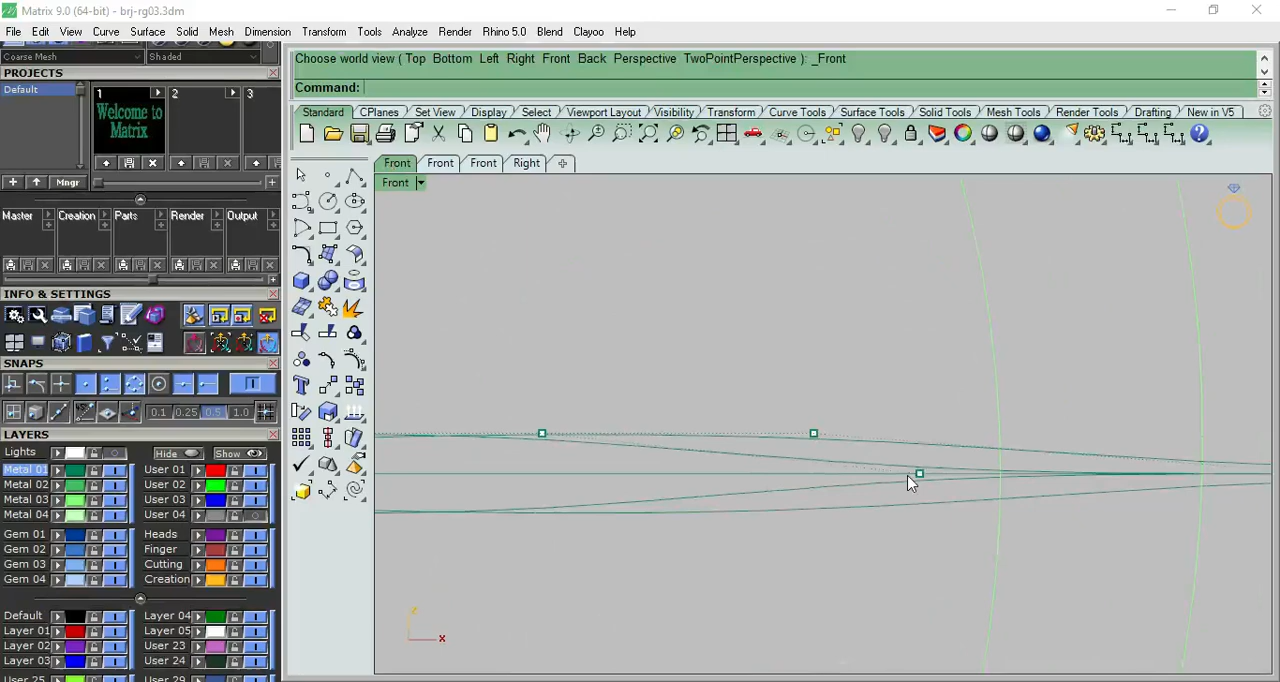 Matrix 9.0 (64-bit) - brj-rg03.3dm
File Edit View Curve Surface Solid Mesh Dimension Transform Tools Analyze Render Rhino 5.0 Blend Clayoo Help
Coarse Mesh Shaded
Choose world view ( Top Bottom Left Right Front Back Perspective TwoPointPerspective ): _Front
Command:
PROJECTS
Default
1 2 3
Welcome to
Matrix
Mngr
Standard CPlanes Set View Display Select Viewport Layout Visibility Transform Curve Tools Surface Tools Solid Tools Mesh Tools Render Tools Drafting New in V5
Front Front Front Right
Front
Master Creation Parts Render Output
INFO & SETTINGS
SNAPS
0.1 0.25 0.5 1.0
LAYERS
Lights Hide Show
Metal 01 User 01
Metal 02 User 02
Metal 03 User 03
Metal 04 User 04
Gem 01 Heads
Gem 02 Finger
Gem 03 Cutting
Gem 04 Creation
Default Layer 04
Layer 01 Layer 05
Layer 02 User 23
Layer 03 User 24
User 25 User 29
z
x